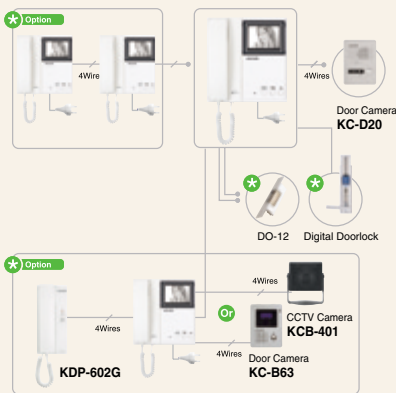 Option
4Wires
4Wires
Door Camera
KC-D20
DO-12
Digital Doorlock
Option
4Wires
4Wires
Or
CCTV Camera
KCB-401
4Wires
Door Camera
KC-B63
KDP-602G